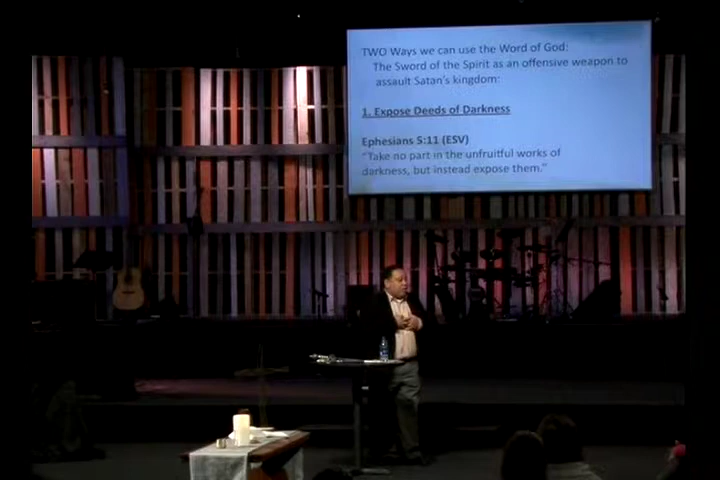 TWO Ways we can use the Word of God:
The Sword of the Spirit as an offensive weapon to
assault Satan's kingdom:
1. Expose Deeds of Darkness
Ephesians 5:11 (ESV)
"Take no part in the unfruitful works of
darkness, but instead expose them."